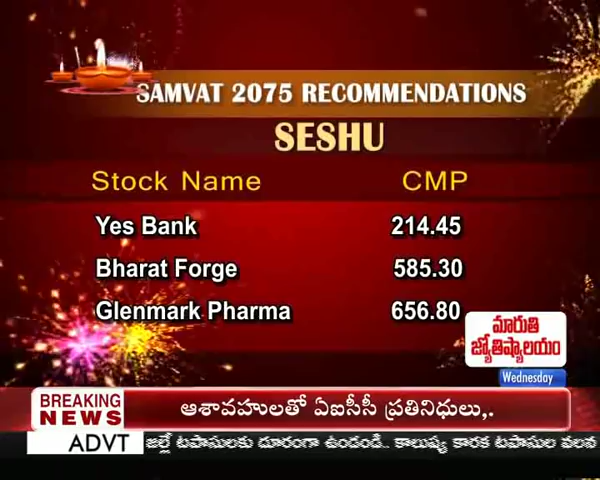 SAMVAT 2075 RECOMMENDATIONS
SESHU
Stock Name CMP
Yes Bank 214.45
Bharat Forge 585.30
Glenmark Pharma 656.80
మారుతి
జ్యోతిష్యాలయం
Wednesday
BREAKING NEWS ఆశావహులతో ఏఐసీసీ ప్రతినిధులు,.
ADVT జర్లే టపాసులకు దూరంగా ఉండండి.. కాలుష్య కారక టపాసుల వలన